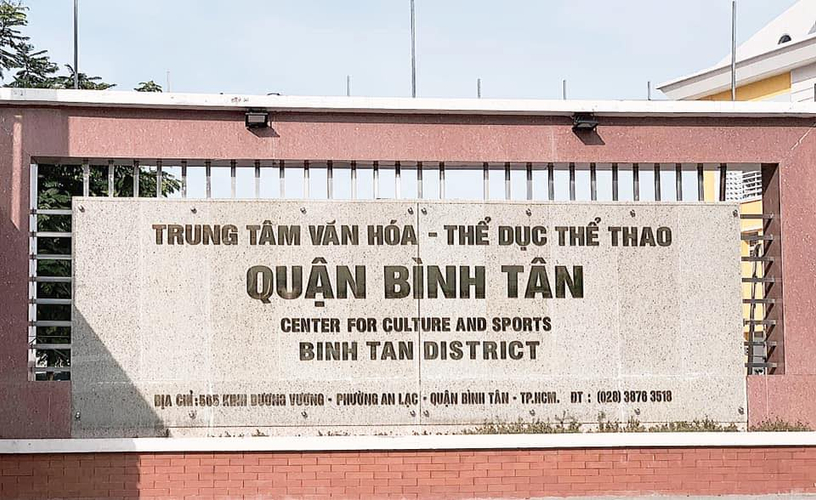 TRUNG TÂM VĂN HÓA - THỂ DỤC THỂ THAO
QUẬN BÌNH TÂN
CENTER FOR CULTURE AND SPORTS
BINH TAN DISTRICT
ĐỊA CHỈ : 505 KINH DƯƠNG VƯƠNG - PHƯỜNG AN LẠC - QUẬN BÌNH TÂN - TP.HCM. ĐT : (028) 3876 3518